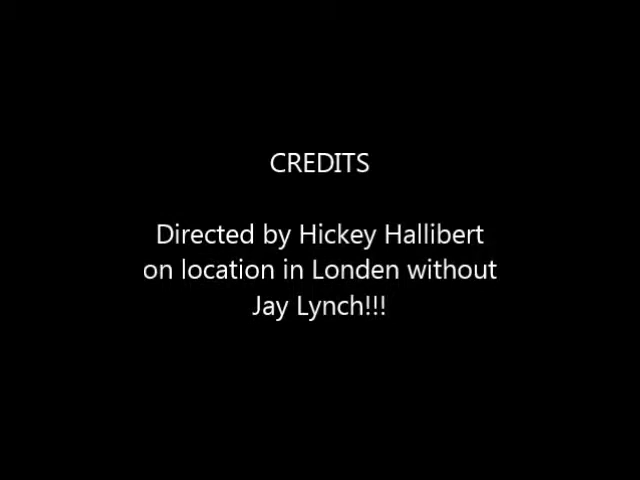 CREDITS
Directed by Hickey Hallibert
on location in Londen without
Jay Lynch!!!